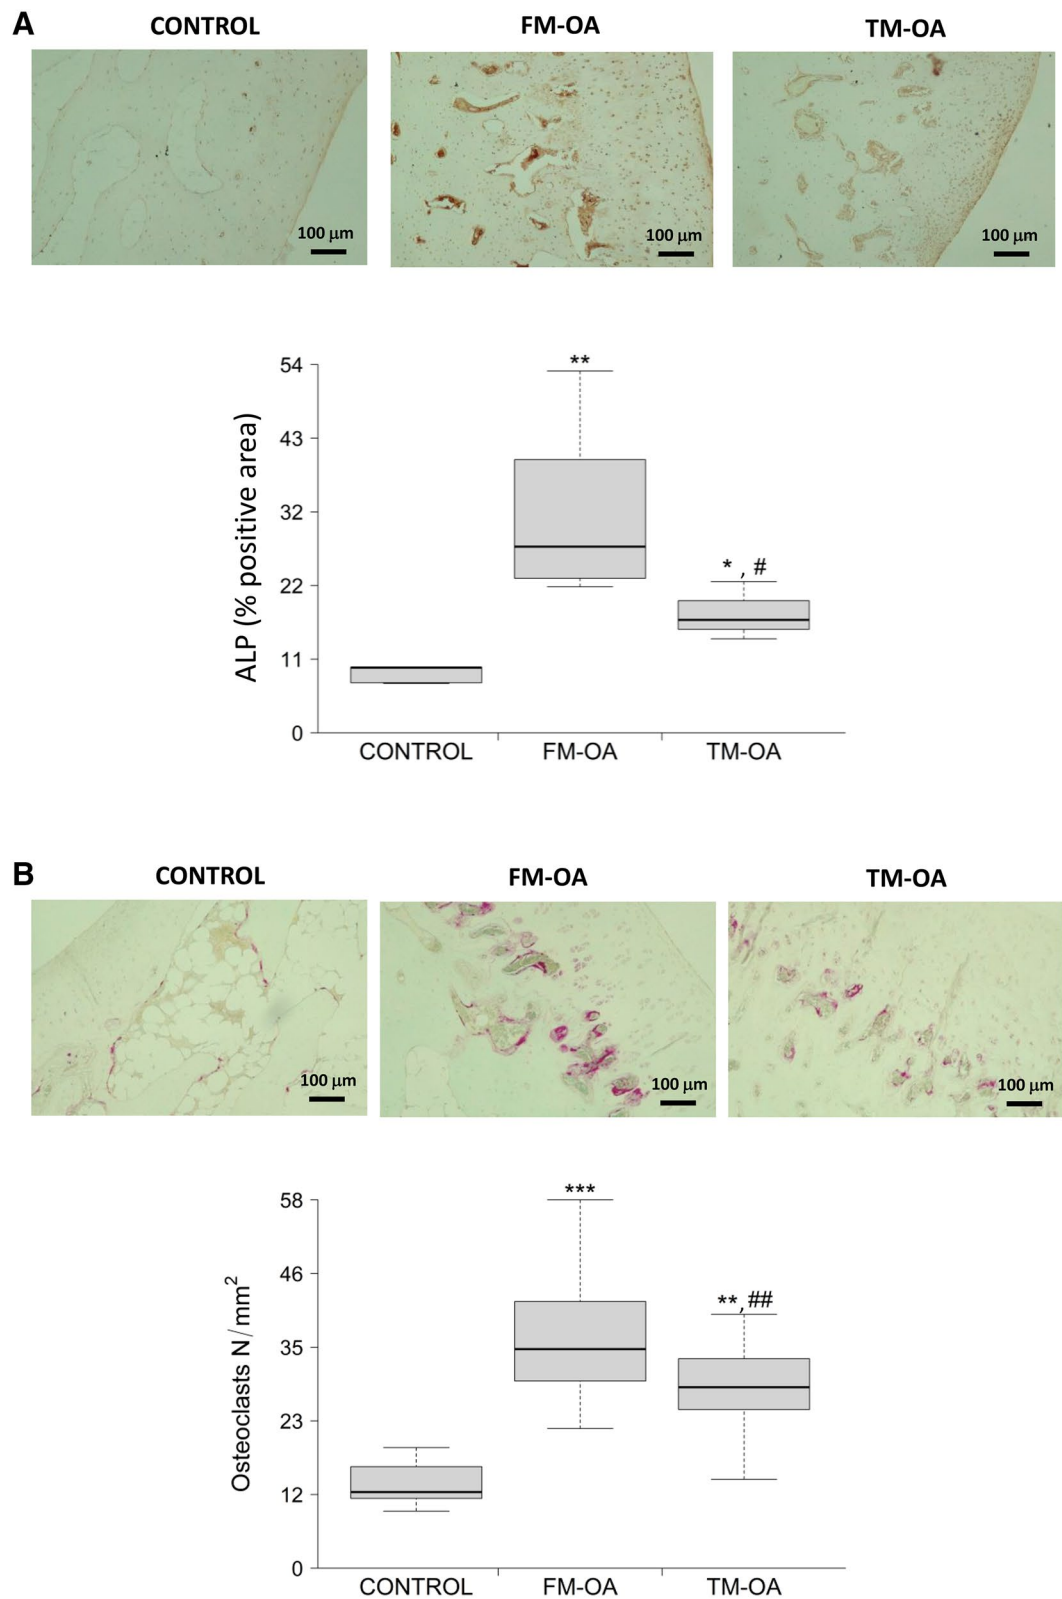 A
CONTROL
FM-OA
TM-OA
100 µm
100 µm
100 µm
ALP (% positive area)
54
43
32
22
11
0
**
* , #
CONTROL
FM-OA
TM-OA
B
CONTROL
FM-OA
TM-OA
100 µm
100 µm
100 µm
Osteoclasts N/mm²
58
46
35
23
12
0
***
**,##
CONTROL
FM-OA
TM-OA